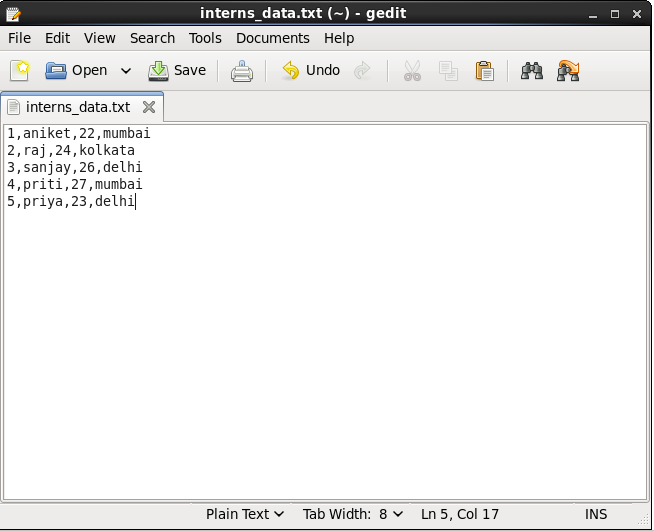 interns_data.txt (~) - gedit
File Edit View Search Tools Documents Help
Open Save Undo
interns_data.txt
1,aniket,22,mumbai
2,raj,24,kolkata
3,sanjay,26,delhi
4,priti,27,mumbai
5,priya,23,delhi
Plain Text Tab Width: 8 Ln 5, Col 17 INS